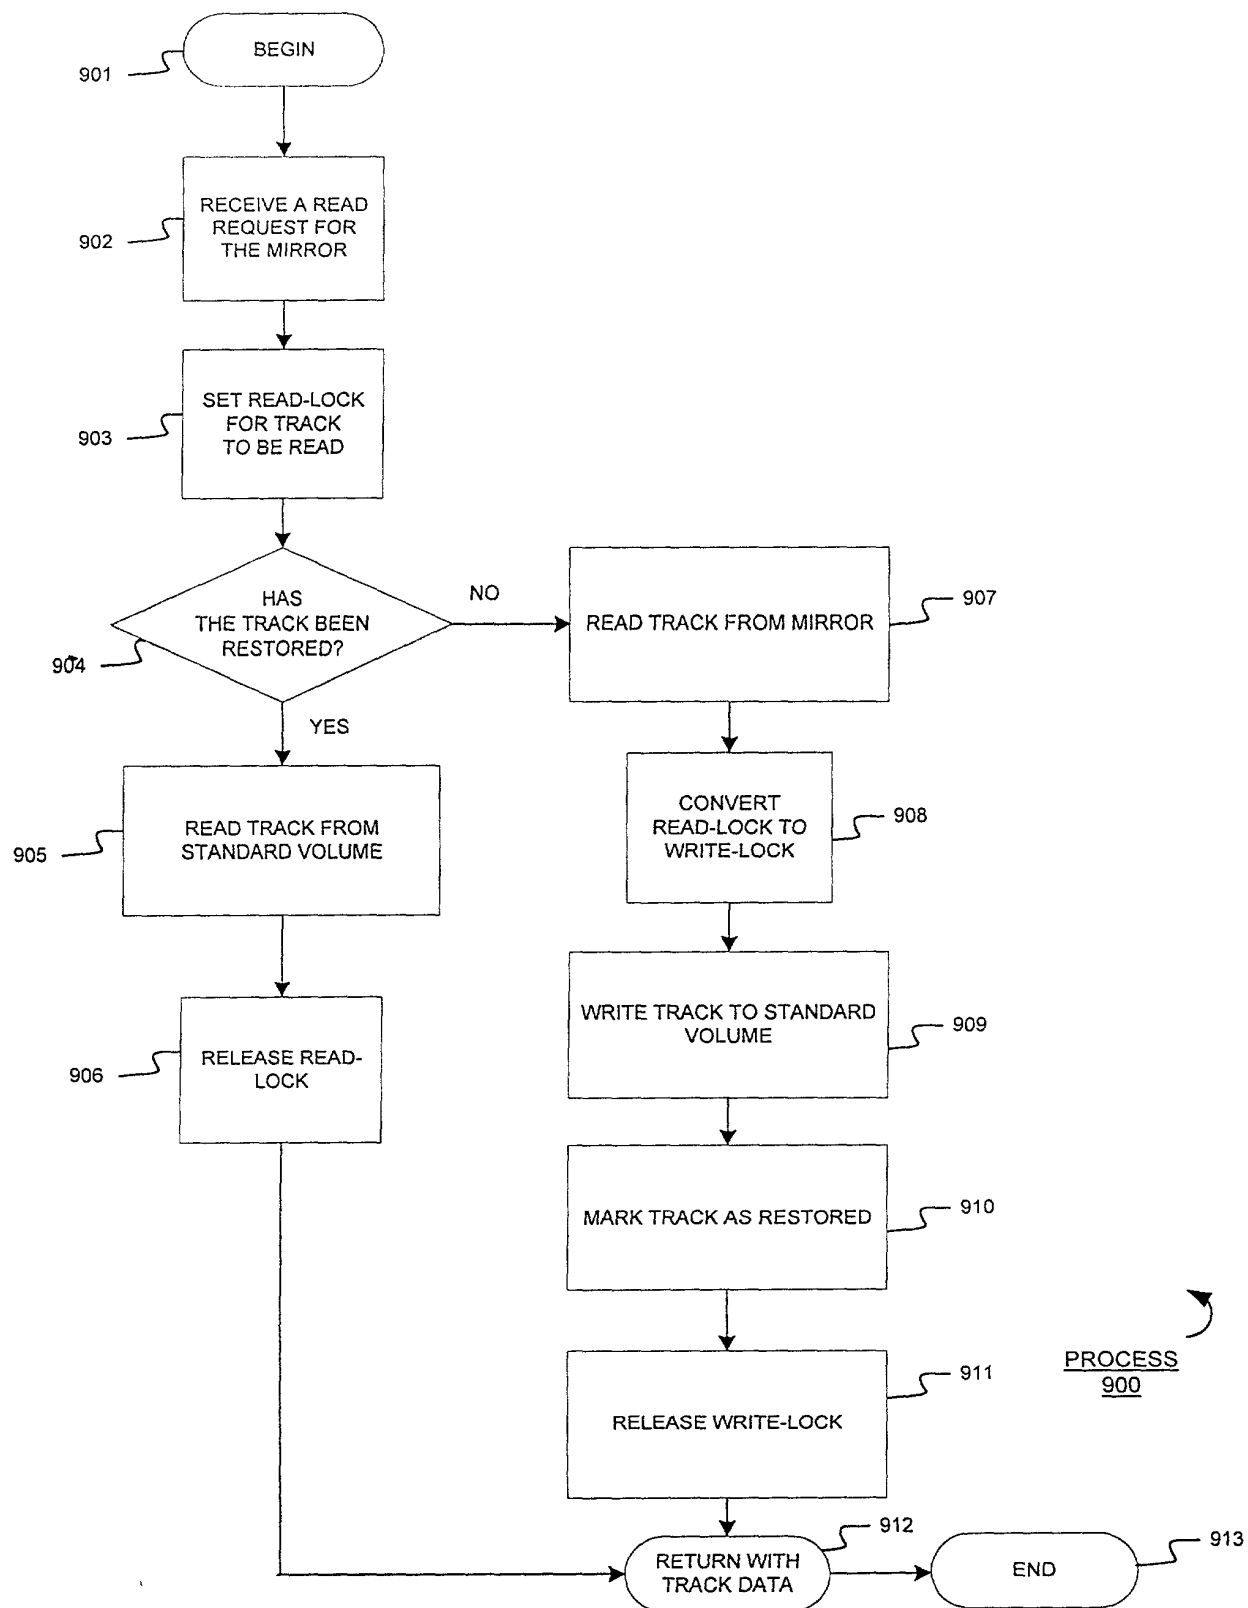 BEGIN
901
RECEIVE A READ
REQUEST FOR
THE MIRROR
902
SET READ-LOCK
FOR TRACK
TO BE READ
903
HAS
THE TRACK BEEN
RESTORED?
904
NO
READ TRACK FROM MIRROR
907
YES
READ TRACK FROM
STANDARD VOLUME
905
CONVERT
READ-LOCK TO
WRITE-LOCK
908
RELEASE READ-
LOCK
906
WRITE TRACK TO STANDARD
VOLUME
909
MARK TRACK AS RESTORED
910
RELEASE WRITE-LOCK
911
PROCESS
900
RETURN WITH
TRACK DATA
912
END
913